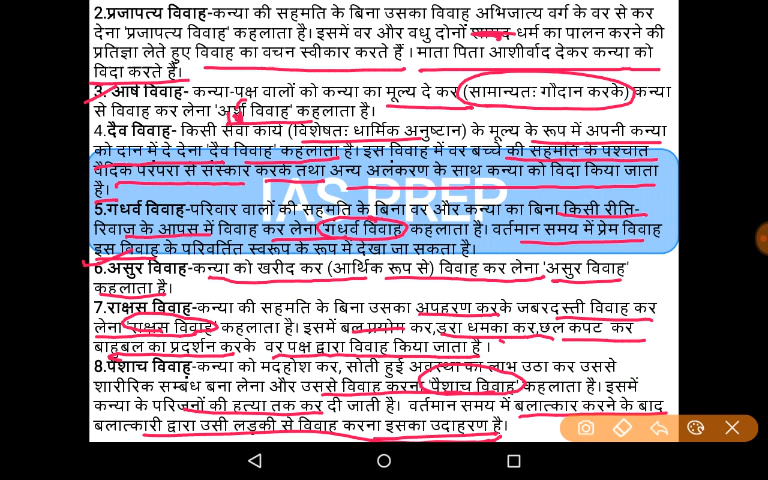 2.प्रजापत्य विवाह-कन्या की सहमति के बिना उसका विवाह अभिजात्य वर्ग के वर से कर
देना 'प्रजापत्य विवाह' कहलाता है। इसमें वर और वधु दोनों धर्म का पालन करने की
प्रतिज्ञा लेते हुए विवाह का वचन स्वीकार करते हैं । माता पिता आशीर्वाद देकर कन्या को
विदा करते हैं।
3. आर्ष विवाह- कन्या-पक्ष वालों को कन्या का मूल्य दे कर (सामान्यतः गौदान करके) कन्या
से विवाह कर लेना 'अर्श विवाह' कहलाता है।
4.दैव विवाह- किसी सेवा कार्य (विशेषतः धार्मिक अनुष्टान) के मूल्य के रूप में अपनी कन्या
को दान में दे देना 'दैव विवाह' कहलाता है। इस विवाह में वर बच्चे की सहमति के पश्चात
वैदिक परंपरा से संस्कार करके तथा अन्य अलंकरण के साथ कन्या को विदा किया जाता
है।
IAS PREP
5.गंधर्व विवाह-परिवार वालों की सहमति के बिना वर और कन्या का बिना किसी रीति-
रिवाज के आपस में विवाह कर लेना 'गंधर्व विवाह' कहलाता है। वर्तमान समय में प्रेम विवाह
इस विवाह के परिवर्तित स्वरूप के रूप में देखा जा सकता है।
6.असुर विवाह-कन्या को खरीद कर (आर्थिक रूप से) विवाह कर लेना 'असुर विवाह'
कहलाता है।
7.राक्षस विवाह-कन्या की सहमति के बिना उसका अपहरण करके जबरदस्ती विवाह कर
लेना 'राक्षस विवाह' कहलाता है। इसमें बल प्रयोग कर,डरा धमका कर,छल कपट कर
बाहुबल का प्रदर्शन करके वर पक्ष द्वारा विवाह किया जाता है।
8.पैशाच विवाह-कन्या को मदहोश कर, सोती हुई अवस्था का लाभ उठा कर उससे
शारीरिक सम्बंध बना लेना और उससे विवाह करना 'पैशाच विवाह' कहलाता है। इसमें
कन्या के परिजनों की हत्या तक कर दी जाती है। वर्तमान समय में बलात्कार करने के बाद
बलात्कारी द्वारा उसी लड़की से विवाह करना इसका उदाहरण है।